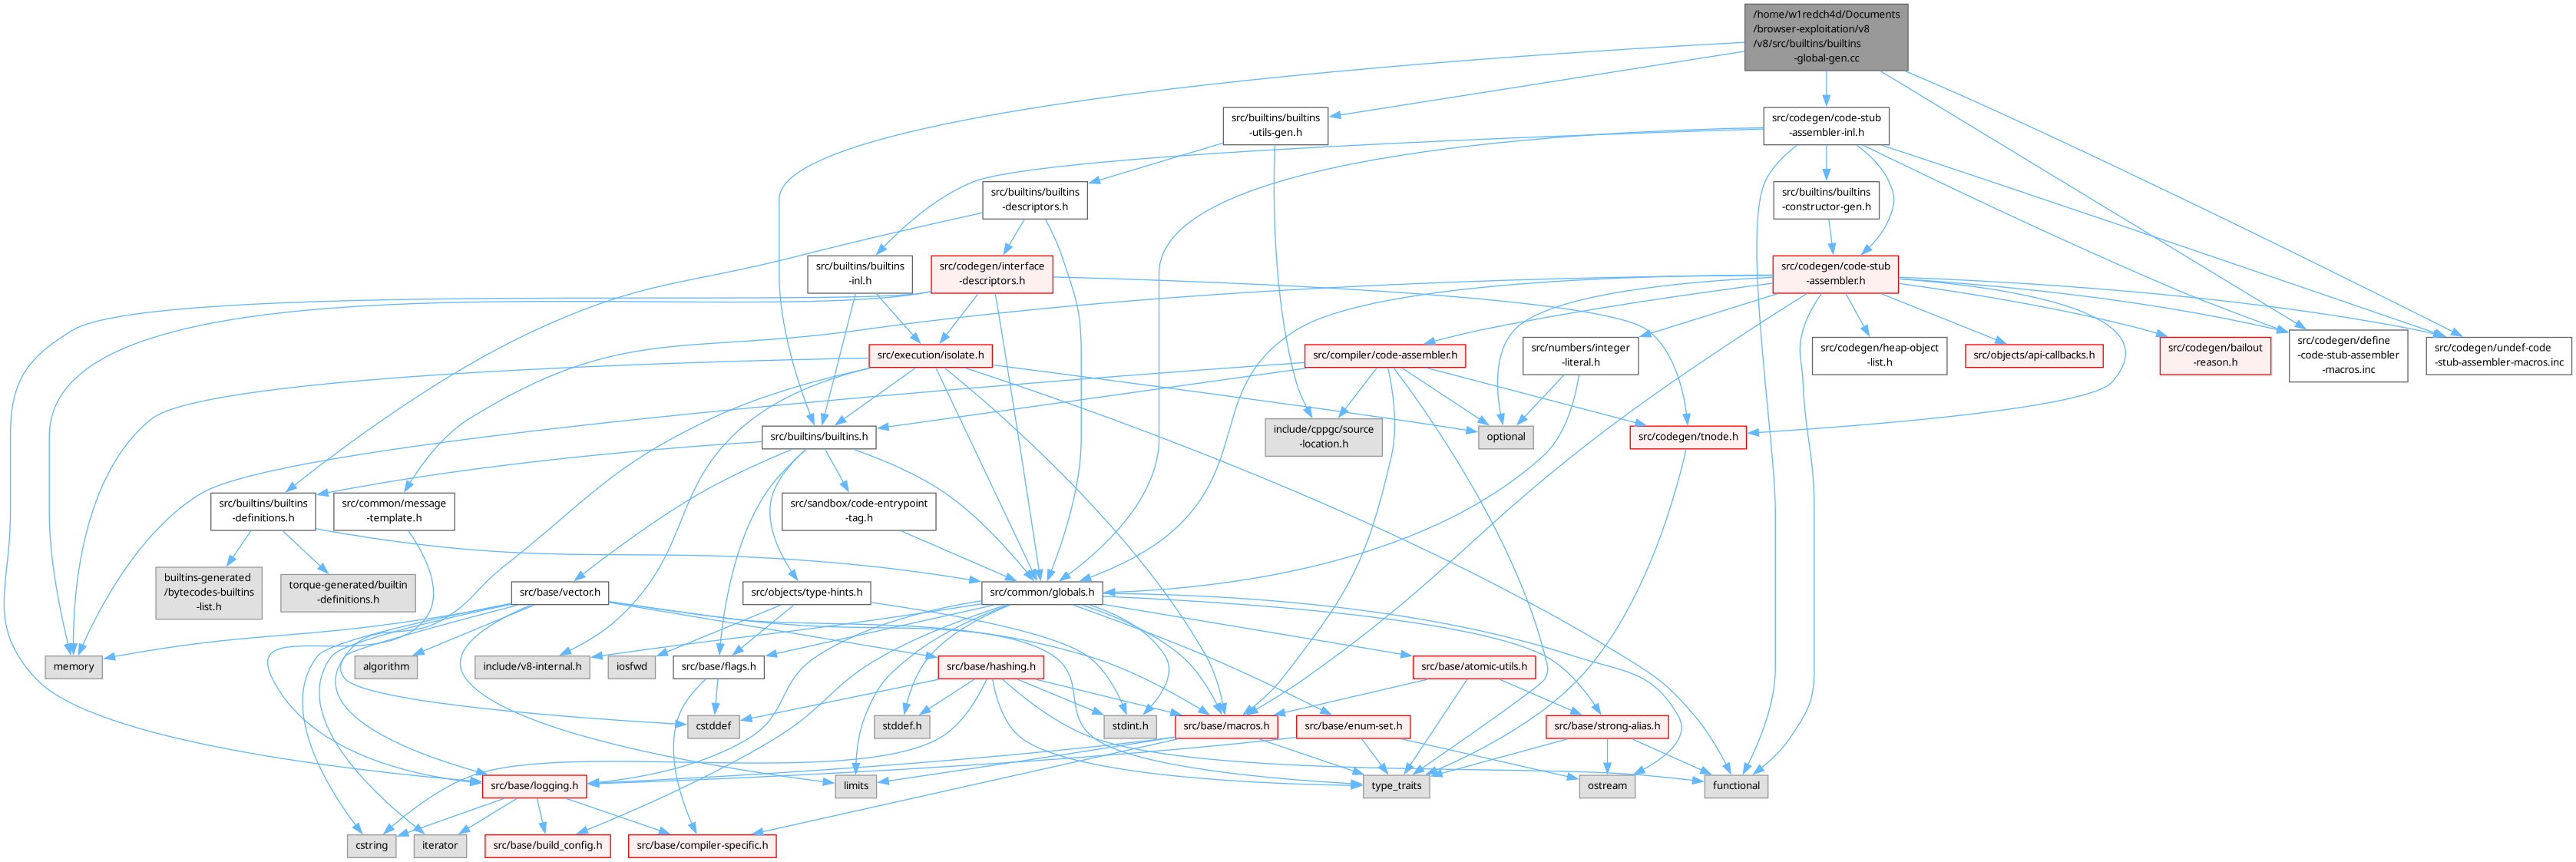 /home/w1redch4d/Documents
/browser-exploitation/v8
/v8/src/builtins/builtins
-global-gen.cc
src/builtins/builtins
-utils-gen.h
src/codegen/code-stub
-assembler-inl.h
src/builtins/builtins
-descriptors.h
src/builtins/builtins
-constructor-gen.h
src/builtins/builtins
-inl.h
src/codegen/interface
-descriptors.h
src/codegen/code-stub
-assembler.h
src/execution/isolate.h
src/compiler/code-assembler.h
src/numbers/integer
-literal.h
src/codegen/heap-object
-list.h
src/objects/api-callbacks.h
src/codegen/bailout
-reason.h
src/codegen/define
-code-stub-assembler
-macros.inc
src/codegen/undef-code
-stub-assembler-macros.inc
src/builtins/builtins.h
include/cppgc/source
-location.h
optional
src/codegen/tnode.h
src/builtins/builtins
-definitions.h
src/common/message
-template.h
src/sandbox/code-entrypoint
-tag.h
builtins-generated
/bytecodes-builtins
-list.h
torque-generated/builtin
-definitions.h
src/base/vector.h
src/objects/type-hints.h
src/common/globals.h
memory
algorithm
include/v8-internal.h
iosfwd
src/base/flags.h
src/base/hashing.h
src/base/atomic-utils.h
cstddef
stddef.h
stdint.h
src/base/macros.h
src/base/enum-set.h
src/base/strong-alias.h
src/base/logging.h
limits
type_traits
ostream
functional
cstring
iterator
src/base/build_config.h
src/base/compiler-specific.h